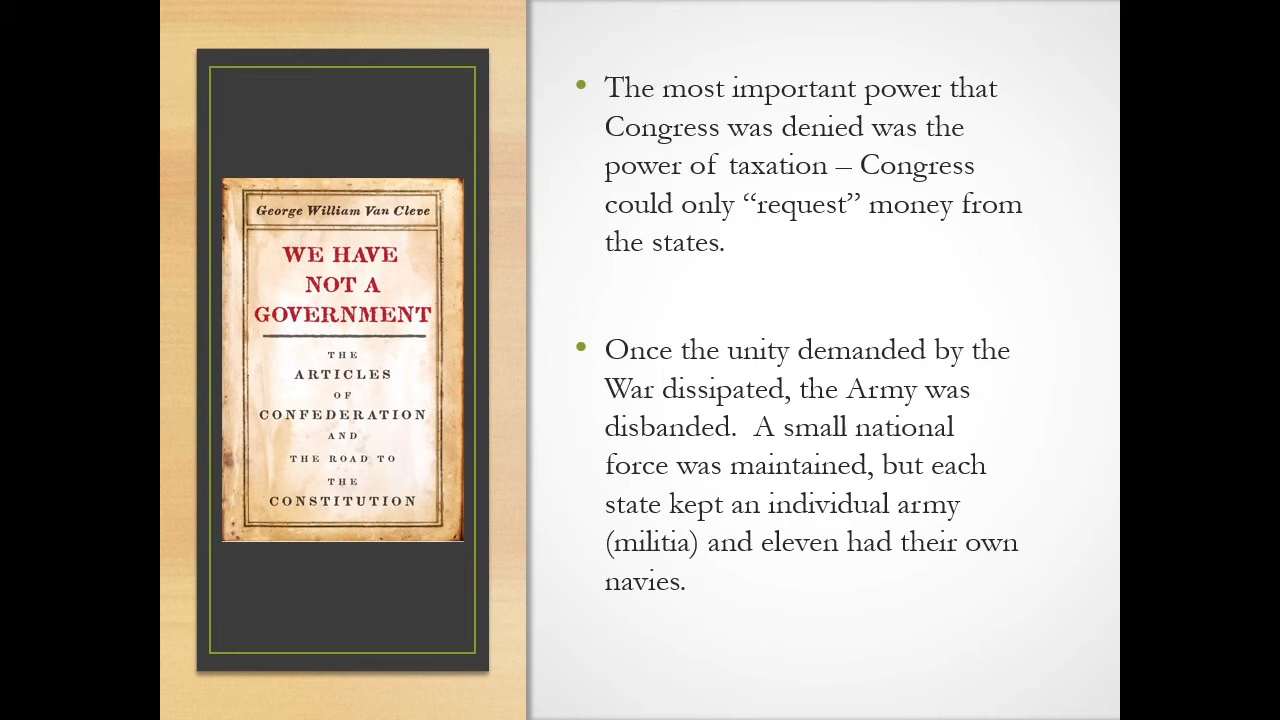 George William Van Cleve
WE HAVE
NOT A
GOVERNMENT
THE
ARTICLES
OF
CONFEDERATION
AND
THE ROAD TO
THE
CONSTITUTION
• The most important power that
Congress was denied was the
power of taxation – Congress
could only “request” money from
the states.
• Once the unity demanded by the
War dissipated, the Army was
disbanded.  A small national
force was maintained, but each
state kept an individual army
(militia) and eleven had their own
navies.